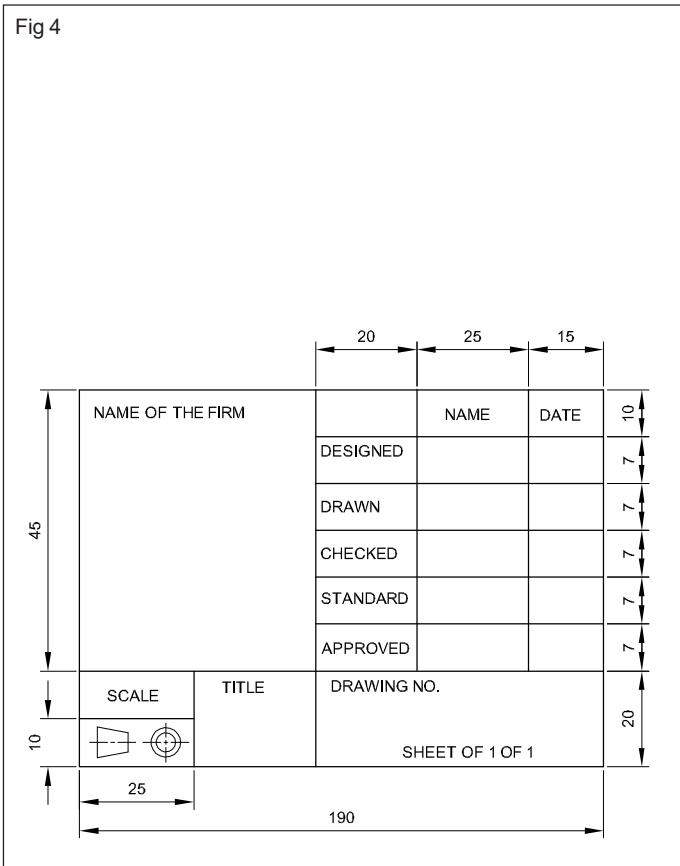 Fig 4
20 25 15
NAME OF THE FIRM
NAME DATE
10
DESIGNED
7
DRAWN
7
45
CHECKED
7
STANDARD
7
APPROVED
7
SCALE
TITLE
DRAWING NO.
20
10
SHEET OF 1 OF 1
25
190